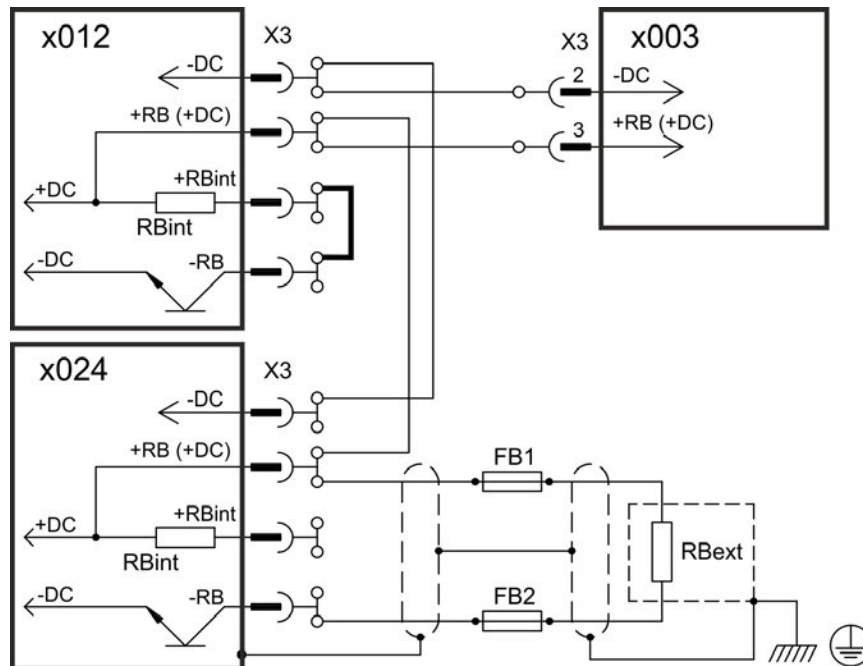 x012
X3
-DC
+RB (+DC)
+DC
+RBint
RBint
-DC
-RB
X3
x003
2
-DC
3
+RB (+DC)
x024
X3
-DC
+RB (+DC)
+DC
+RBint
RBint
-DC
-RB
FB1
FB2
RBext